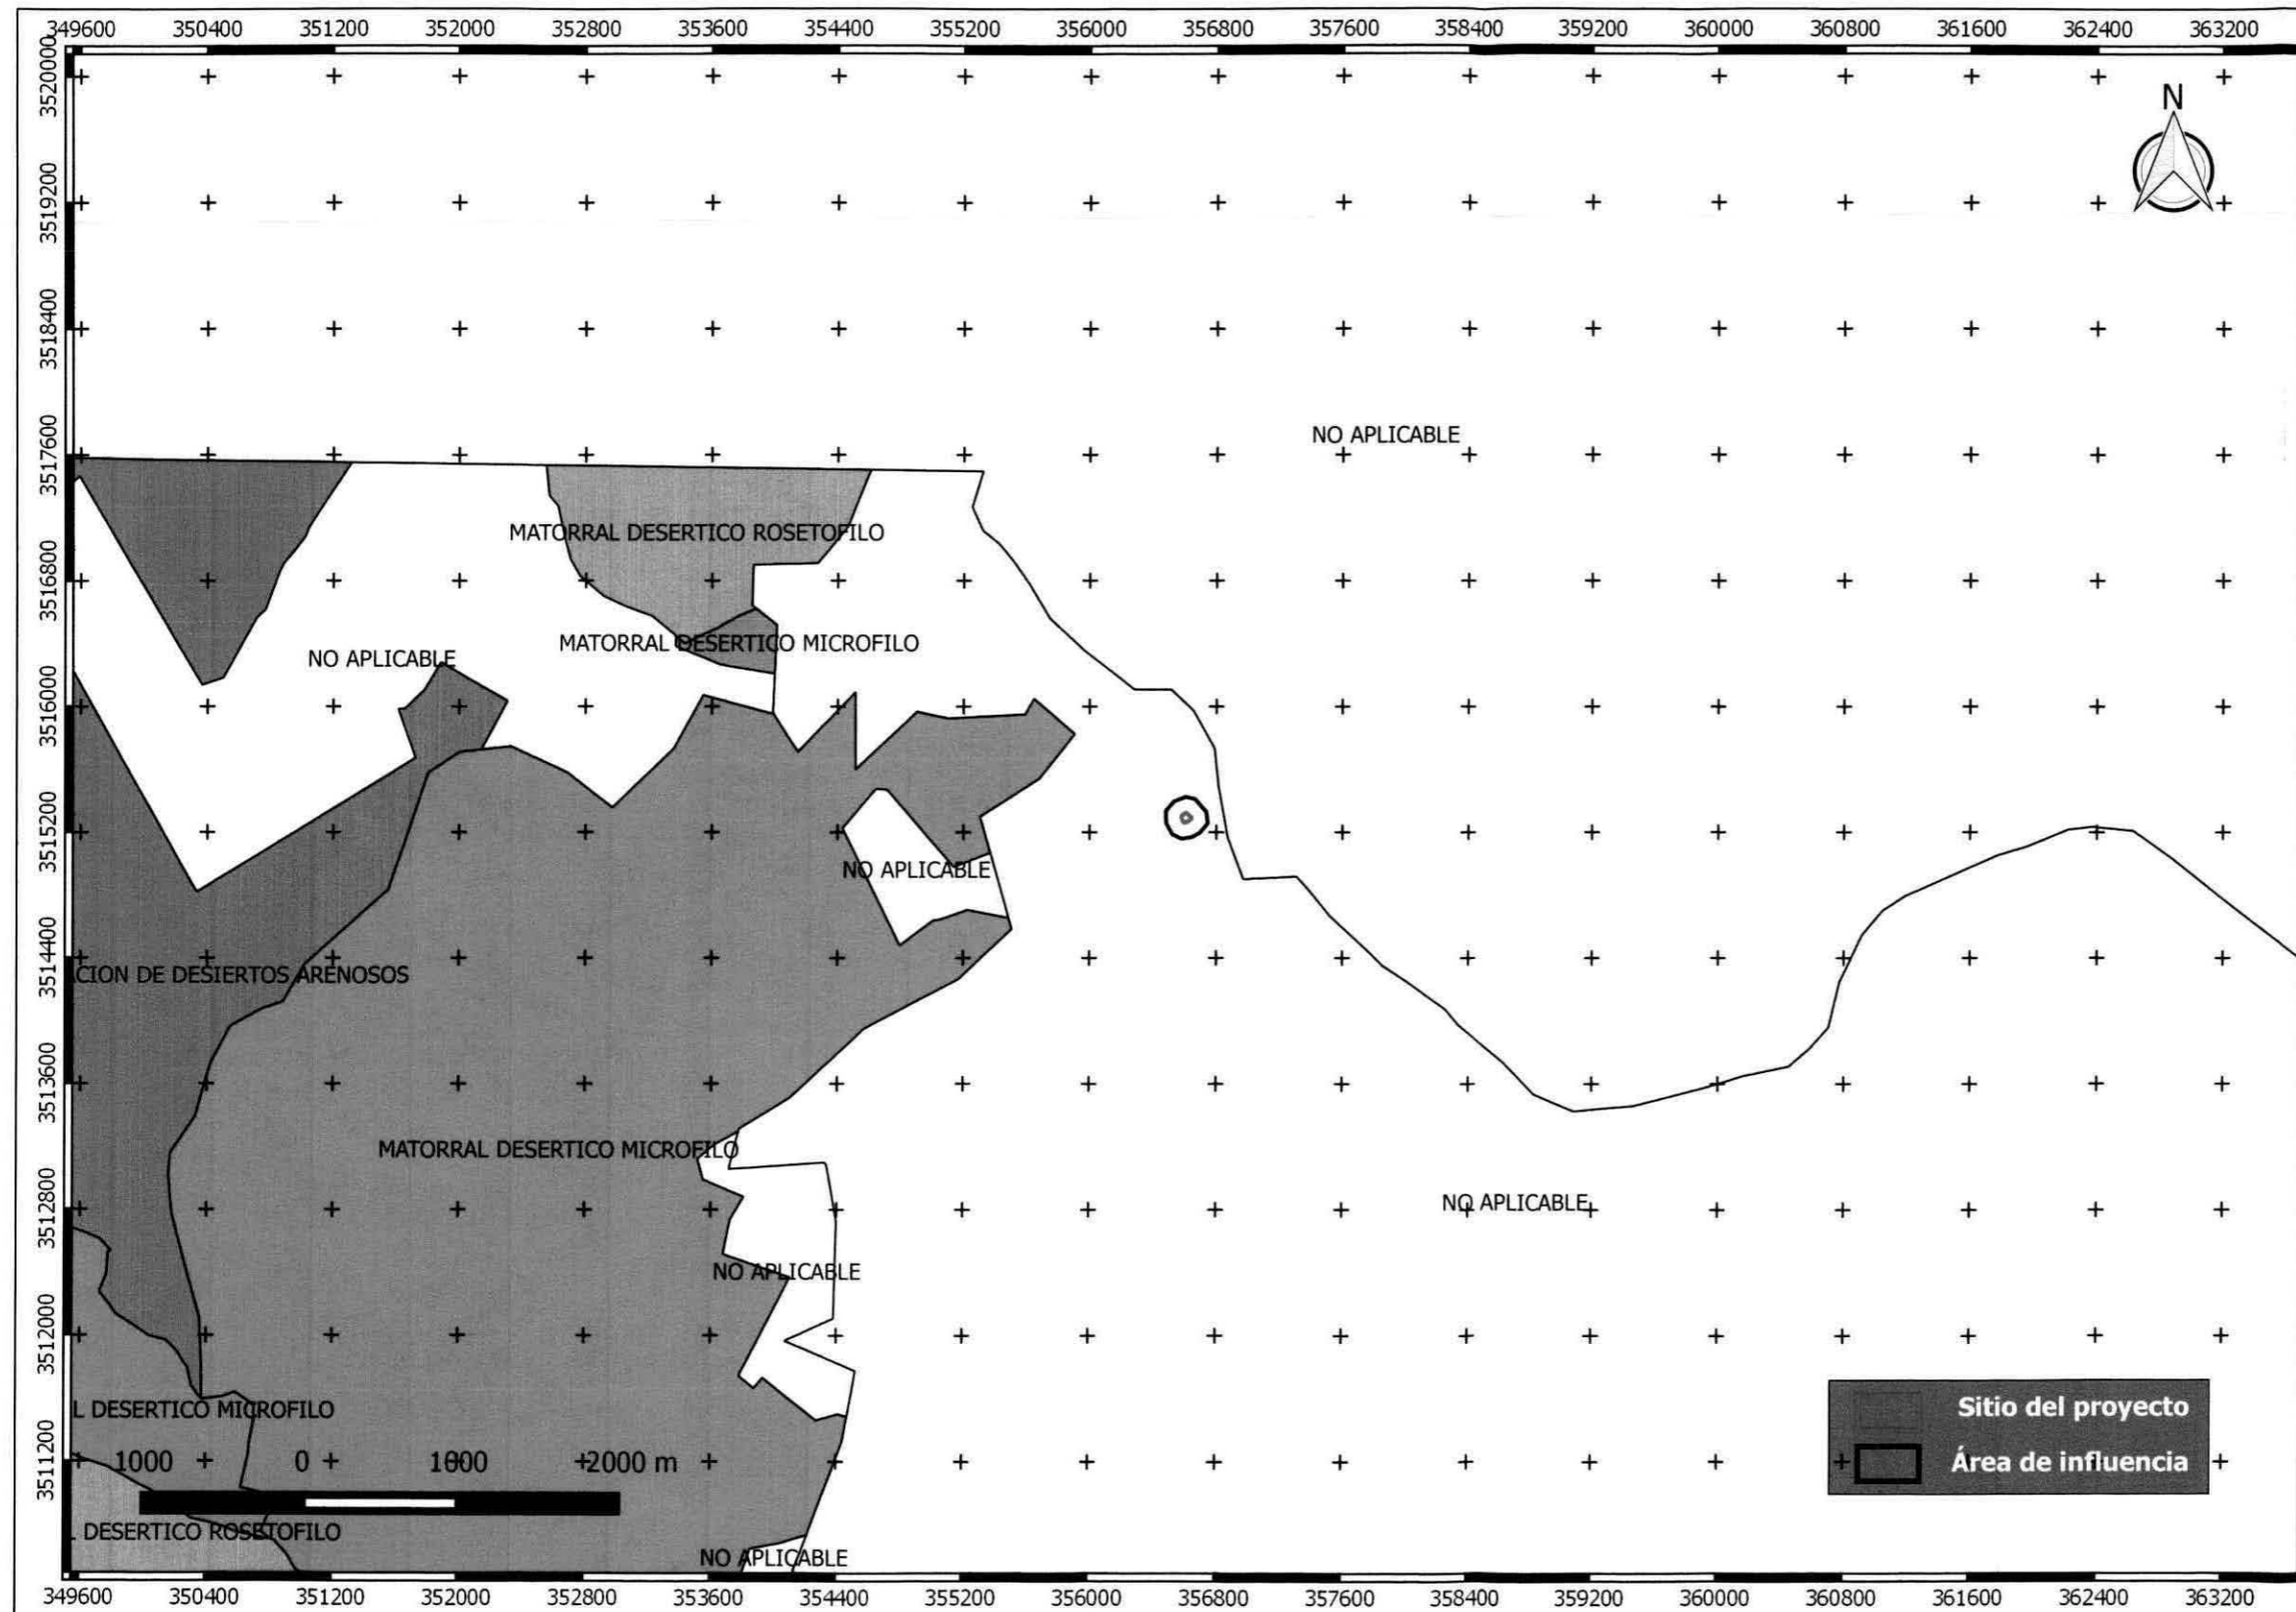 349600 350400 351200 352000 352800 353600 354400 355200 356000 356800 357600 358400 359200 360000 360800 361600 362400 363200
3520000
N
3519200
3518400
3517600
NO APLICABLE
MATORRAL DESERTICO ROSETOFILO
3516800
MATORRAL DESERTICO MICROFILO
NO APLICABLE
3516000
3515200
NO APLICABLE
3514400
ACION DE DESIERTOS ARENOSOS
3513600
MATORRAL DESERTICO MICROFILO
3512800
NO APLICABLE
NO APLICABLE
3512000
L DESERTICO MICROFILO
Sitio del proyecto
3511200
1000 0 1000 2000 m
Área de influencia
L DESERTICO ROSETOFILO
NO APLICABLE
349600 350400 351200 352000 352800 353600 354400 355200 356000 356800 357600 358400 359200 360000 360800 361600 362400 363200